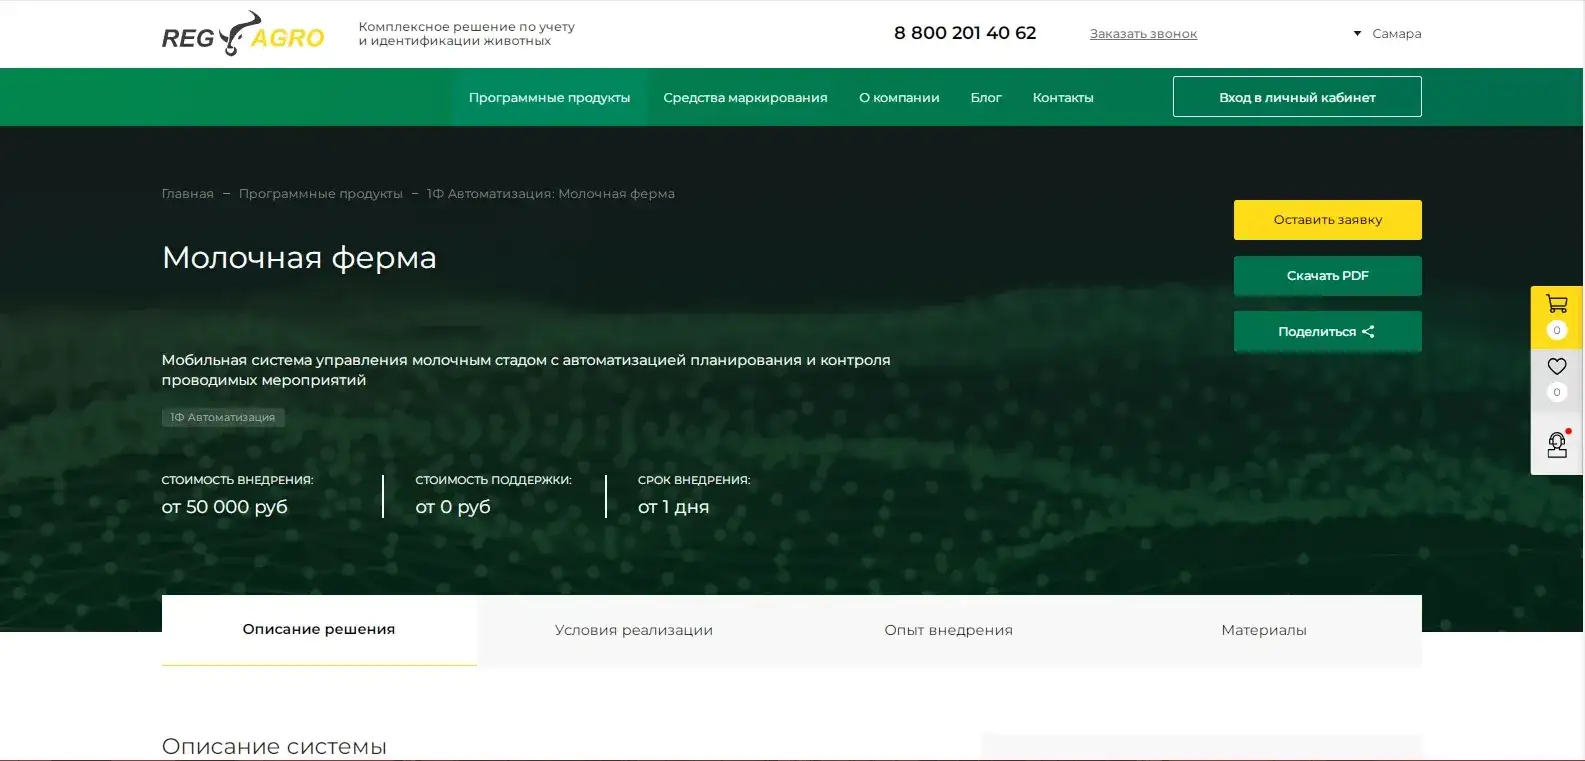 REG AGRO
Комплексное решение по учету
и идентификации животных
8 800 201 40 62
Заказать звонок
Самара
Программные продукты
Средства маркирования
О компании
Блог
Контакты
Вход в личный кабинет
Главная – Программные продукты – 1Ф Автоматизация: Молочная ферма
Оставить заявку
Молочная ферма
Скачать PDF
Поделиться
0
Мобильная система управления молочным стадом с автоматизацией планирования и контроля
проводимых мероприятий
0
1Ф Автоматизация
СТОИМОСТЬ ВНЕДРЕНИЯ:
от 50 000 руб
СТОИМОСТЬ ПОДДЕРЖКИ:
от 0 руб
СРОК ВНЕДРЕНИЯ:
от 1 дня
Описание решения
Условия реализации
Опыт внедрения
Материалы
Описание системы